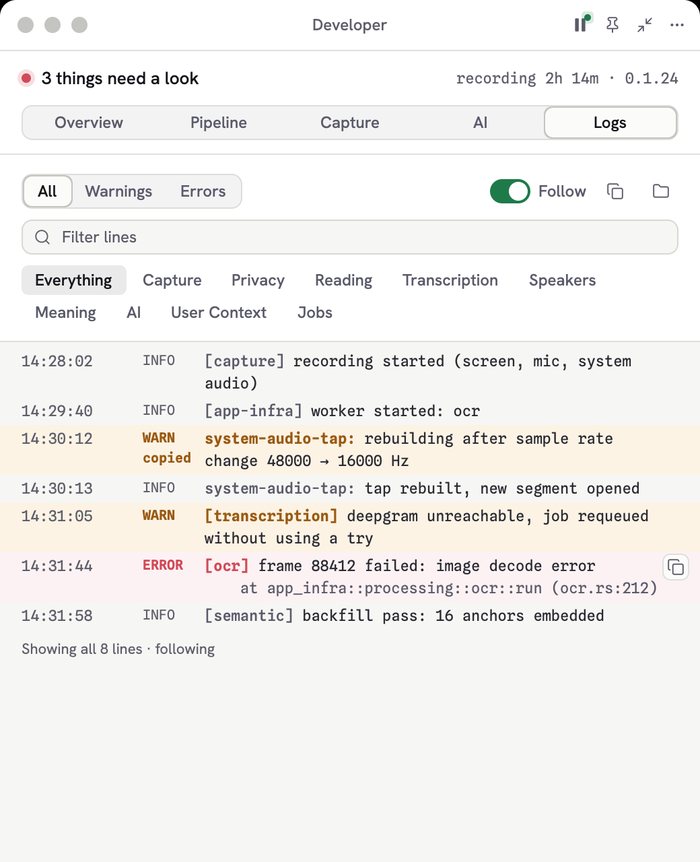 Developer
3 things need a look
recording 2h 14m · 0.1.24
Overview Pipeline Capture AI Logs
All Warnings Errors
Follow
Filter lines
Everything Capture Privacy Reading Transcription Speakers
Meaning AI User Context Jobs
14:28:02 INFO [capture] recording started (screen, mic, system
audio)
14:29:40 INFO [app-infra] worker started: ocr
14:30:12 WARN system-audio-tap: rebuilding after sample rate
copied change 48000 → 16000 Hz
14:30:13 INFO system-audio-tap: tap rebuilt, new segment opened
14:31:05 WARN [transcription] deepgram unreachable, job requeued
without using a try
14:31:44 ERROR [ocr] frame 88412 failed: image decode error
at app_infra::processing::ocr::run (ocr.rs:212)
14:31:58 INFO [semantic] backfill pass: 16 anchors embedded
Showing all 8 lines · following